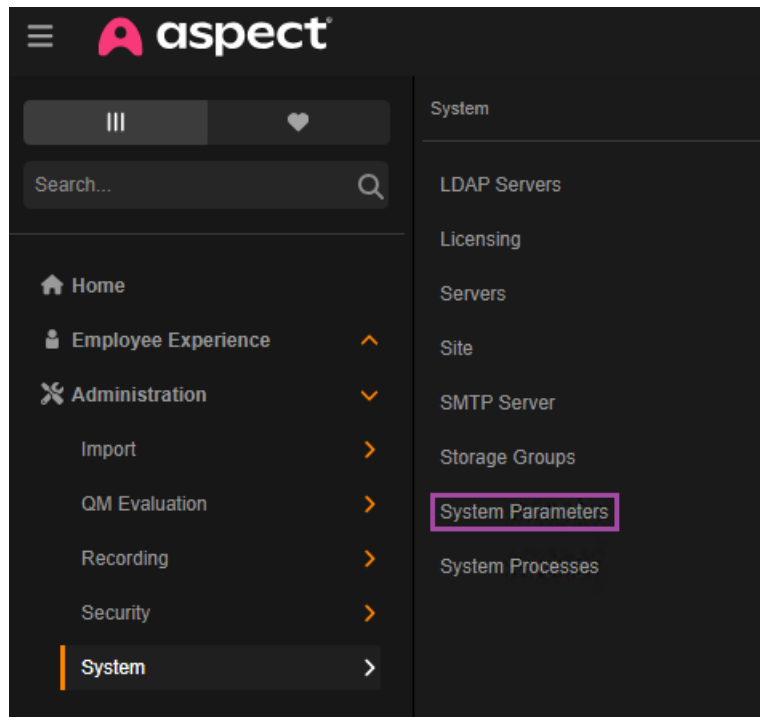 aspect
Search...
Home
Employee Experience
Administration
Import
QM Evaluation
Recording
Security
System
System
LDAP Servers
Licensing
Servers
Site
SMTP Server
Storage Groups
System Parameters
System Processes